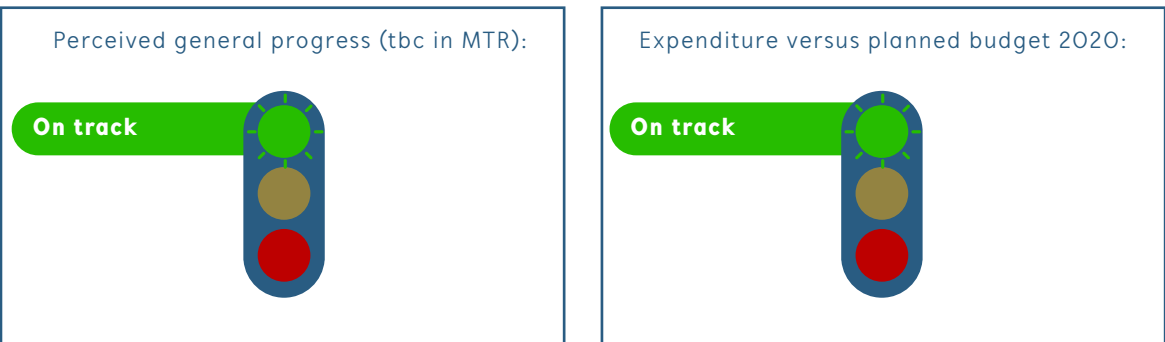 Perceived general progress (tbc in MTR):
On track
Expenditure versus planned budget 2020:
On track